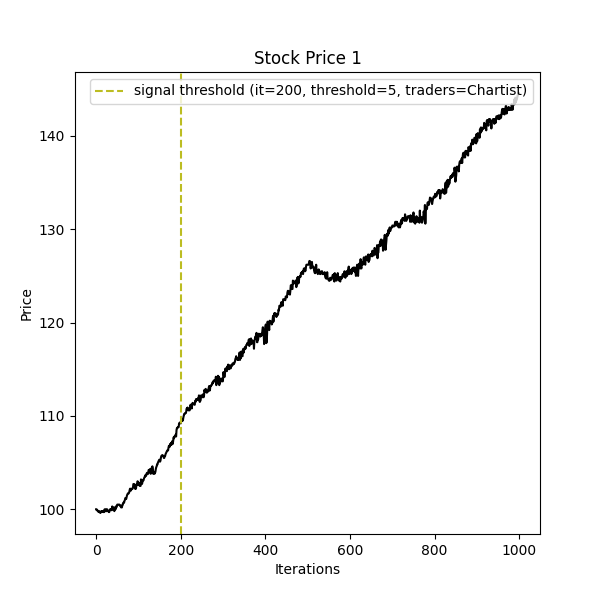 Stock Price 1
signal threshold (it=200, threshold=5, traders=Chartist)
140
130
120
110
100
Price
0 200 400 600 800 1000
Iterations